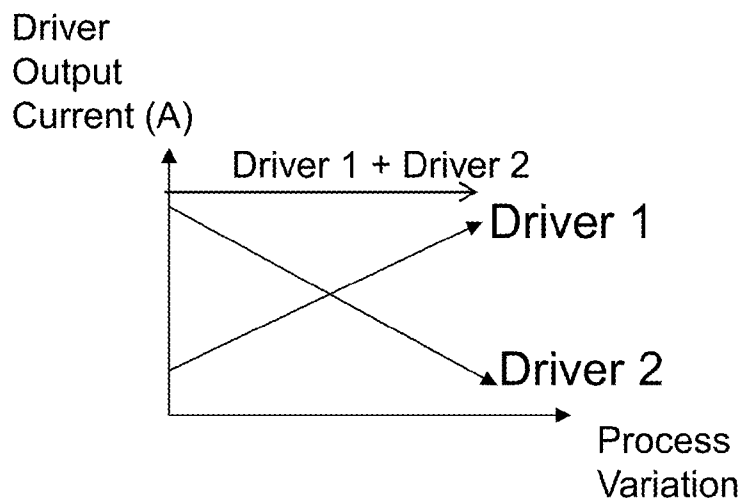 Driver
Output
Current (A)
Driver 1 + Driver 2
Driver 1
Driver 2
Process
Variation